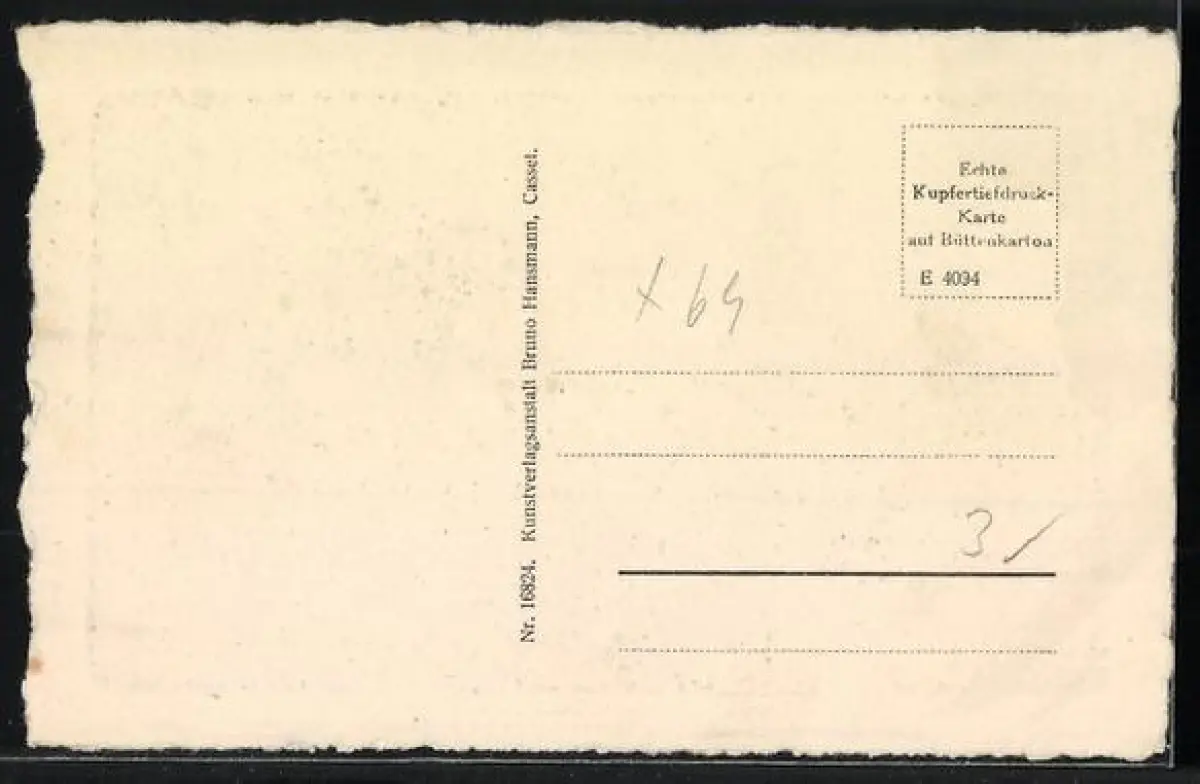 Nr. 16824. Kunstverlagsanstalt Bruno Hansmann, Cassel.
Echte
Kupfertiefdruck-
Karte
auf Büttenkarton
E 4094
x 64
3 /